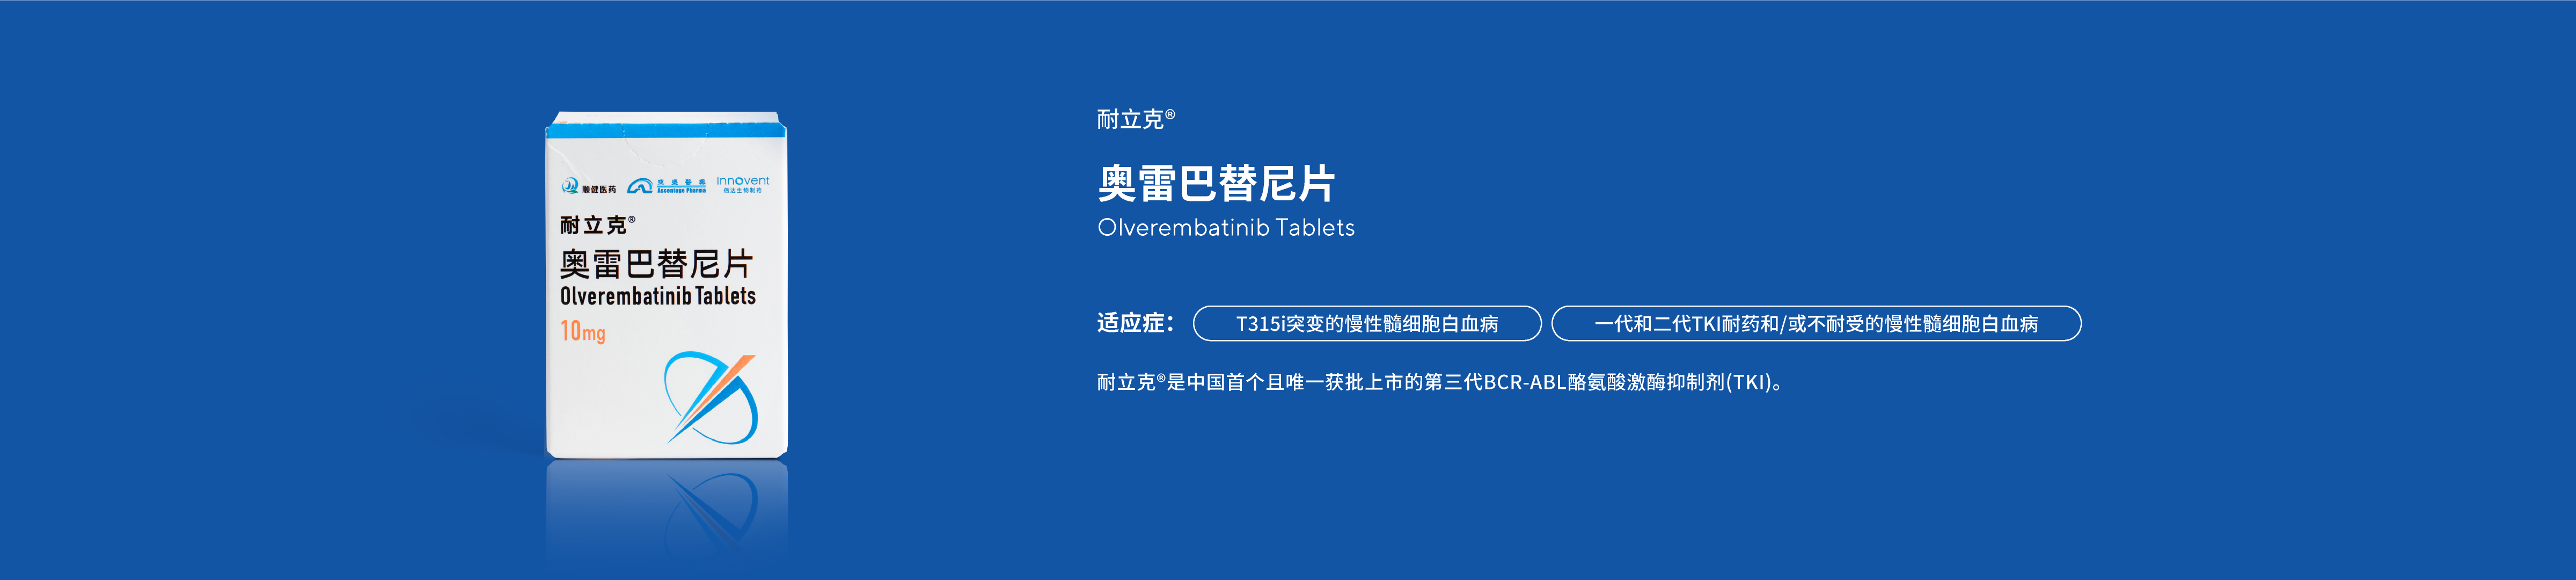 顺健医药 亞盛醫藥 Innovent
Ascentage Pharma 信达生物制药
耐立克®
奥雷巴替尼片
Olverembatinib Tablets
10mg
耐立克®
奥雷巴替尼片
Olverembatinib Tablets
适应症： T315i突变的慢性髓细胞白血病 一代和二代TKI耐药和/或不耐受的慢性髓细胞白血病
耐立克®是中国首个且唯一获批上市的第三代BCR-ABL酪氨酸激酶抑制剂(TKI)。